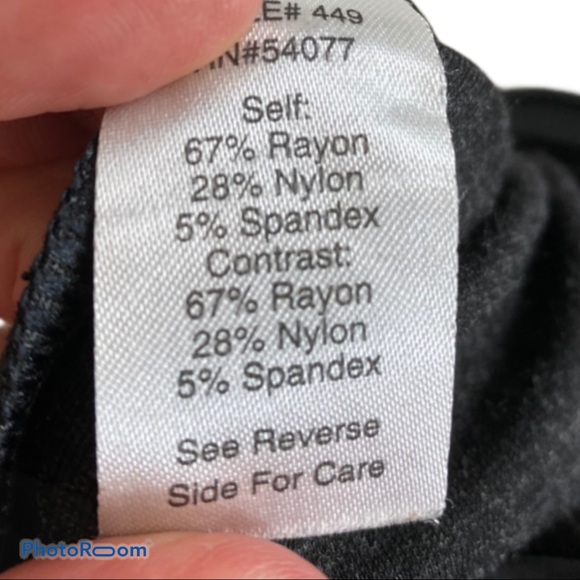 # 449
#54077
Self:
67% Rayon
28% Nylon
5% Spandex
Contrast:
67% Rayon
28% Nylon
5% Spandex
See Reverse
Side For Care
PhotoRoom